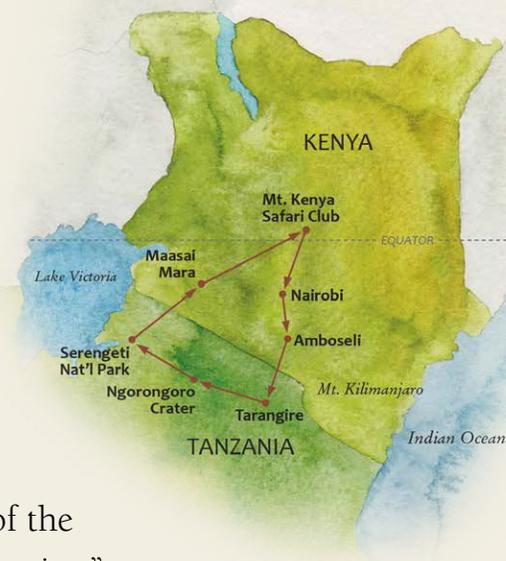 KENYA
Mt. Kenya
Safari Club
EQUATOR
Maasai
Mara
Lake Victoria
Nairobi
Amboseli
Serengeti
Nat'l Park
Ngorongoro
Crater
Mt. Kilimanjaro
Tarangire
Indian Ocean
TANZANIA
of the